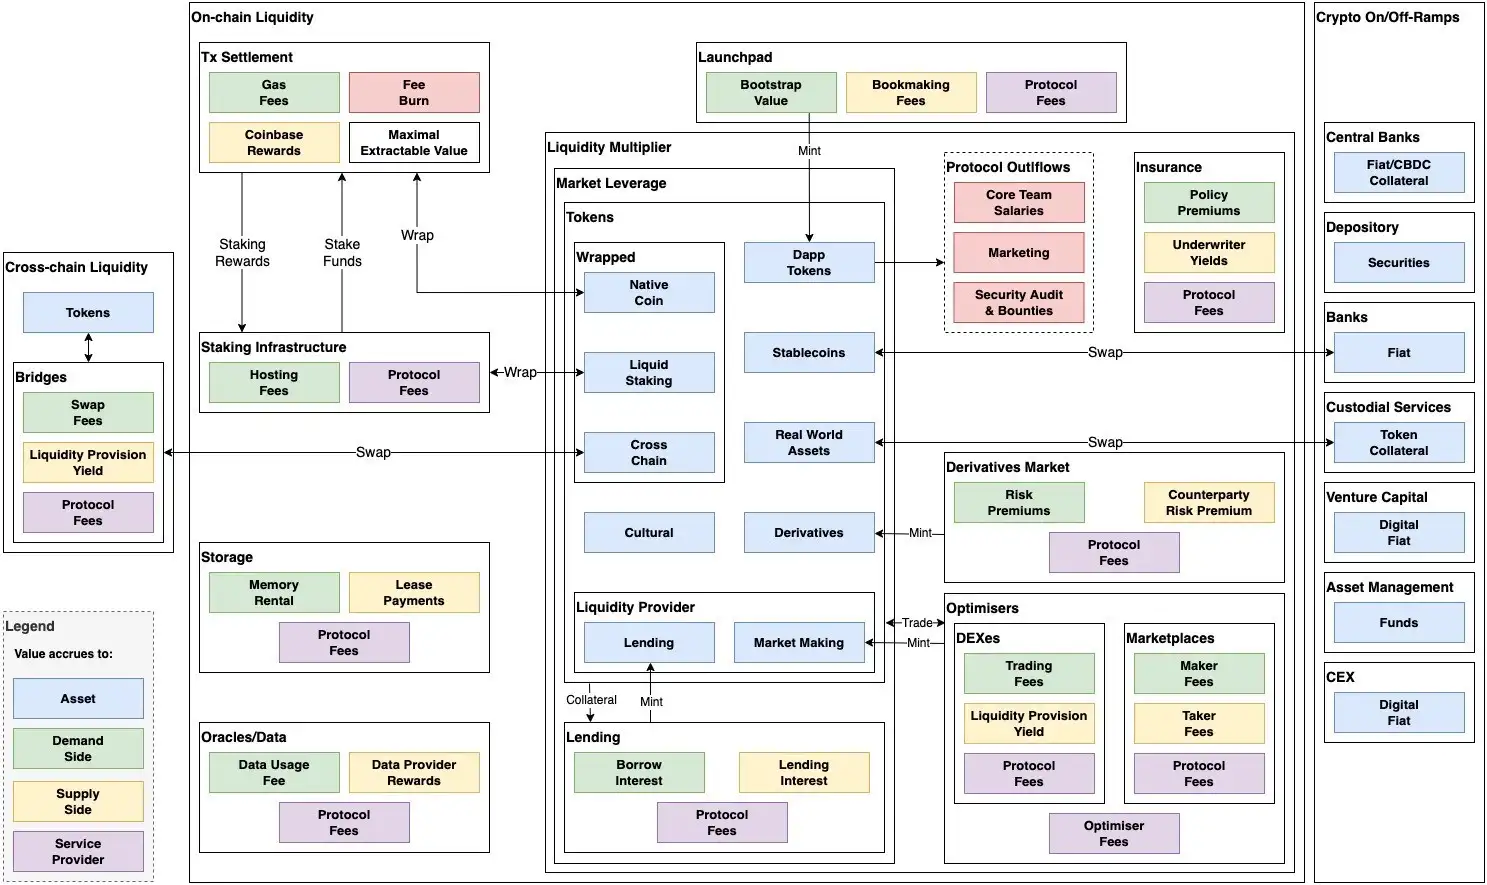 On-chain Liquidity
Crypto On/Off-Ramps
Tx Settlement
Gas
Fees
Fee
Burn
Coinbase
Rewards
Maximal
Extractable Value
Launchpad
Bootstrap
Value
Bookmaking
Fees
Protocol
Fees
Mint
Staking
Rewards
Stake
Funds
Wrap
Cross-chain Liquidity
Tokens
Bridges
Swap
Fees
Liquidity Provision
Yield
Protocol
Fees
Staking Infrastructure
Hosting
Fees
Protocol
Fees
Wrap
Swap
Storage
Memory
Rental
Lease
Payments
Protocol
Fees
Oracles/Data
Data Usage
Fee
Data Provider
Rewards
Protocol
Fees
Legend
Value accrues to:
Asset
Demand
Side
Supply
Side
Service
Provider
Liquidity Multiplier
Market Leverage
Tokens
Wrapped
Native
Coin
Liquid
Staking
Cross
Chain
Cultural
Dapp
Tokens
Stablecoins
Real World
Assets
Derivatives
Liquidity Provider
Lending
Market Making
Collateral
Mint
Lending
Borrow
Interest
Lending
Interest
Protocol
Fees
Protocol Outiflows
Core Team
Salaries
Marketing
Security Audit
& Bounties
Insurance
Policy
Premiums
Underwriter
Yields
Protocol
Fees
Swap
Swap
Derivatives Market
Risk
Premiums
Counterparty
Risk Premium
Protocol
Fees
Mint
Optimisers
Trade
Mint
DEXes
Trading
Fees
Liquidity Provision
Yield
Protocol
Fees
Marketplaces
Maker
Fees
Taker
Fees
Protocol
Fees
Optimiser
Fees
Central Banks
Fiat/CBDC
Collateral
Depository
Securities
Banks
Fiat
Custodial Services
Token
Collateral
Venture Capital
Digital
Fiat
Asset Management
Funds
CEX
Digital
Fiat